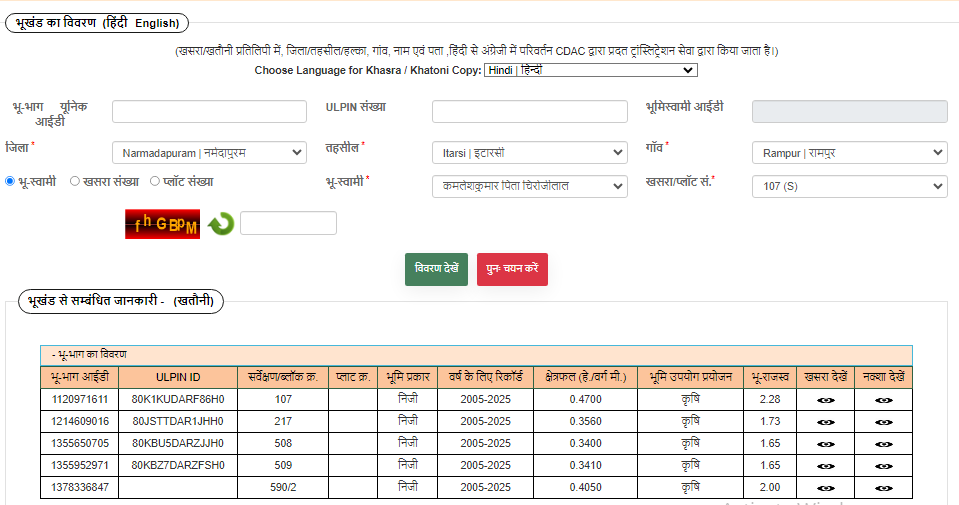 भूखंड का विवरण (हिंदी English)
(खसरा/खतौनी प्रतिलिपी में, जिला/तहसील/हल्का, गांव, नाम एवं पता ,हिंदी से अंग्रेजी में परिवर्तन CDAC द्वारा प्रदत ट्रांस्लिट्रेशन सेवा द्वारा किया जाता है।)
Choose Language for Khasra / Khatoni Copy: Hindi | हिन्दी
भू-भाग यूनिक आईडी ULPIN संख्या भूमिस्वामी आईडी
जिला * Narmadapuram | नर्मदापुरम तहसील * Itarsi | इटारसी गाँव * Rampur | रामपुर
भू-स्वामी खसरा संख्या प्लॉट संख्या भू-स्वामी * कमलेशकुमार पिता चिरोंजीलाल खसरा/प्लॉट सं.* 107 (S)
fhGBpM
विवरण देखें पुनः चयन करें
भूखंड से सम्बंधित जानकारी - (खतौनी)
- भू-भाग का विवरण
भू-भाग आईडी ULPIN ID सर्वेक्षण/ब्लॉक क्र. प्लाट क्र. भूमि प्रकार वर्ष के लिए रिकॉर्ड क्षेत्रफल (हे./वर्ग मी.) भूमि उपयोग प्रयोजन भू-राजस्व खसरा देखें नक्शा देखें
1120971611 80K1KUDARF86H0 107 निजी 2005-2025 0.4700 कृषि 2.28
1214609016 80JSTTDAR1JHH0 217 निजी 2005-2025 0.3560 कृषि 1.73
1355650705 80KBU5DARZJJH0 508 निजी 2005-2025 0.3400 कृषि 1.65
1355952971 80KBZ7DARZFSH0 509 निजी 2005-2025 0.3410 कृषि 1.65
1378336847 590/2 निजी 2005-2025 0.4050 कृषि 2.00